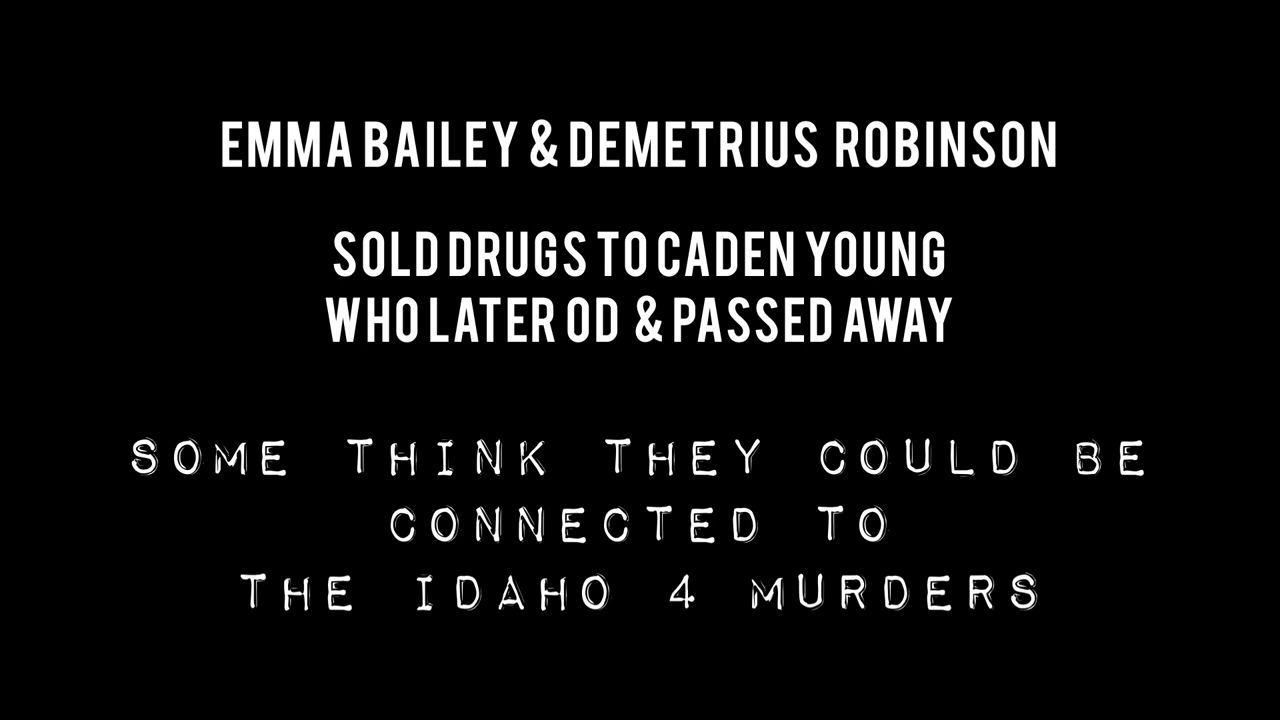 EMMA BAILEY & DEMETRIUS ROBINSON
SOLD DRUGS TO CADEN YOUNG
WHO LATER OD & PASSED AWAY
SOME THINK THEY COULD BE
CONNECTED TO
THE IDAHO 4 MURDERS